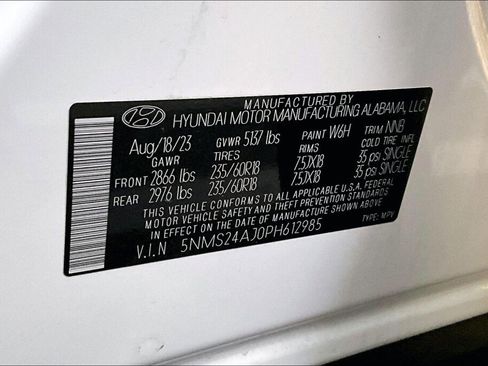 MANUFACTURED BY
HYUNDAI MOTOR MANUFACTURING ALABAMA, LLC
Aug/18/23 GVWR 5137 lbs PAINT W6H TRIM NNB
GAWR TIRES RIMS COLD TIRE INFL
FRONT 2866 lbs 235/60R18 7.5JX18 35 psi SINGLE
REAR 2976 lbs 235/60R18 7.5JX18 35 psi SINGLE
THIS VEHICLE CONFORMS TO ALL APPLICABLE U.S.A. FEDERAL
MOTOR VEHICLE SAFETY AND THEFT PREVENTION STANDARDS
IN EFFECT ON THE DATE OF MANUFACTURE SHOWN ABOVE.
V.I.N 5NMS24AJ0PH612985 TYPE: MPV